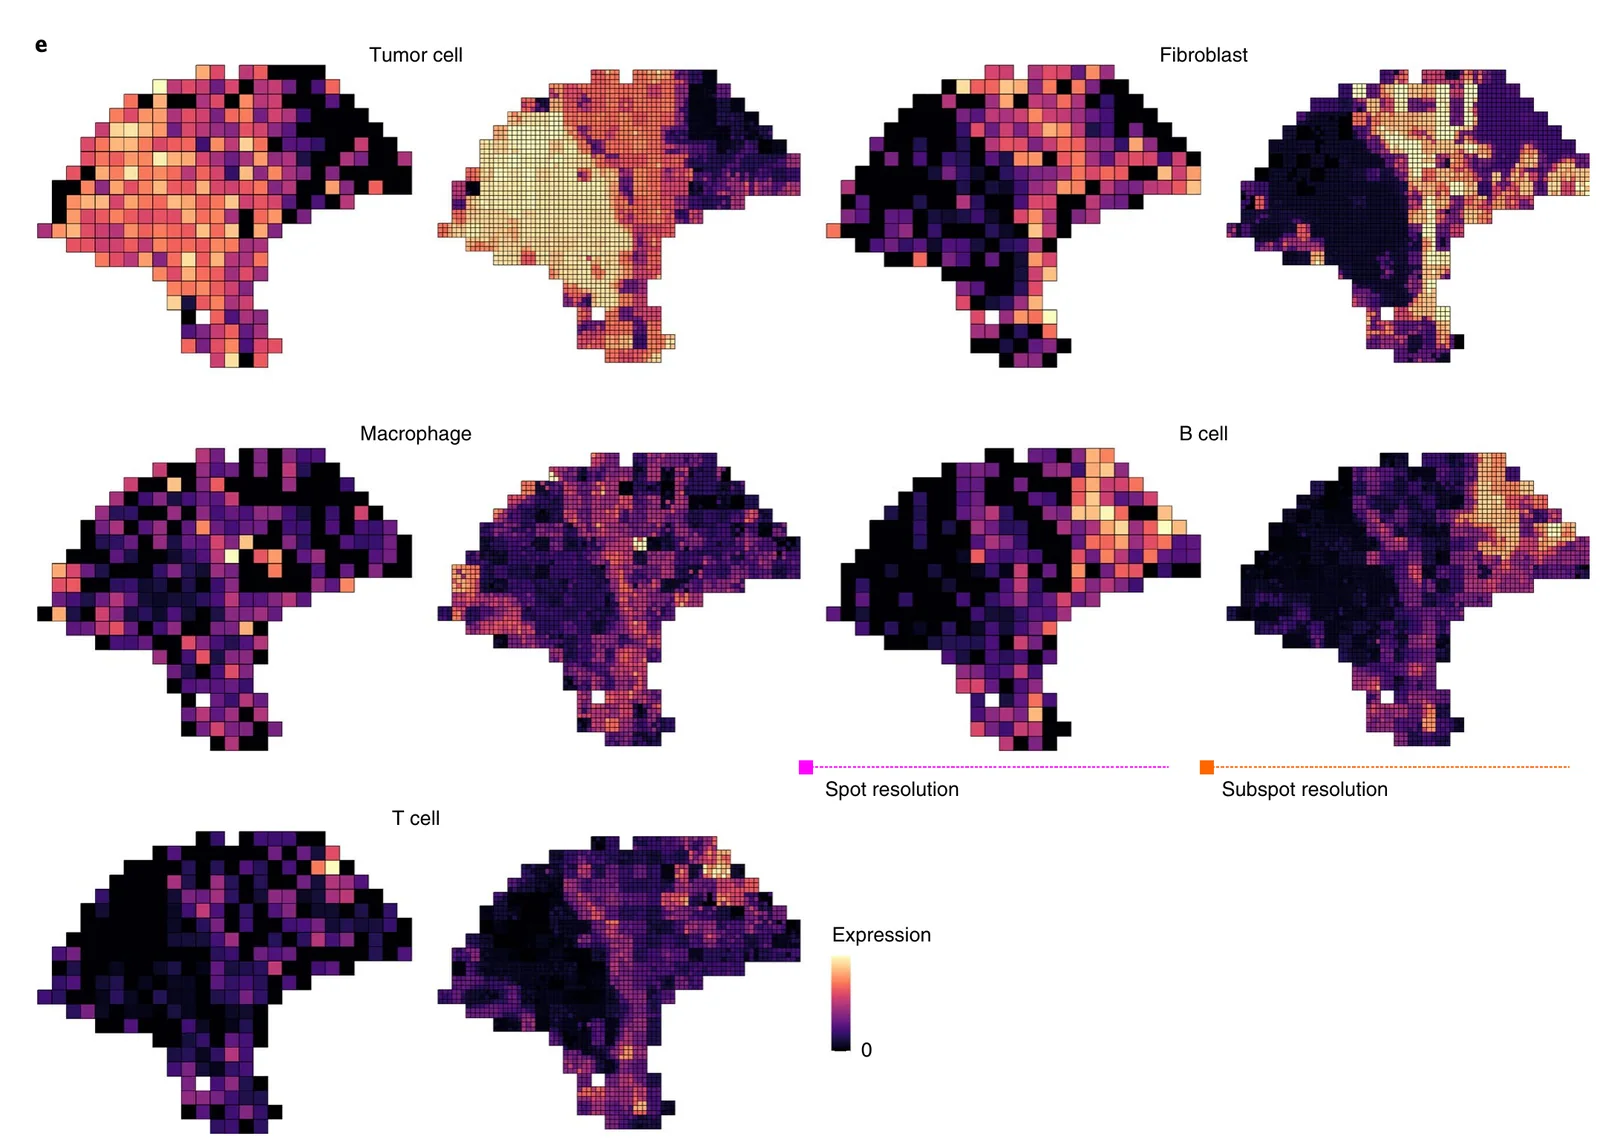 e
Tumor cell
Fibroblast
Macrophage
B cell
Spot resolution
Subspot resolution
T cell
Expression
0